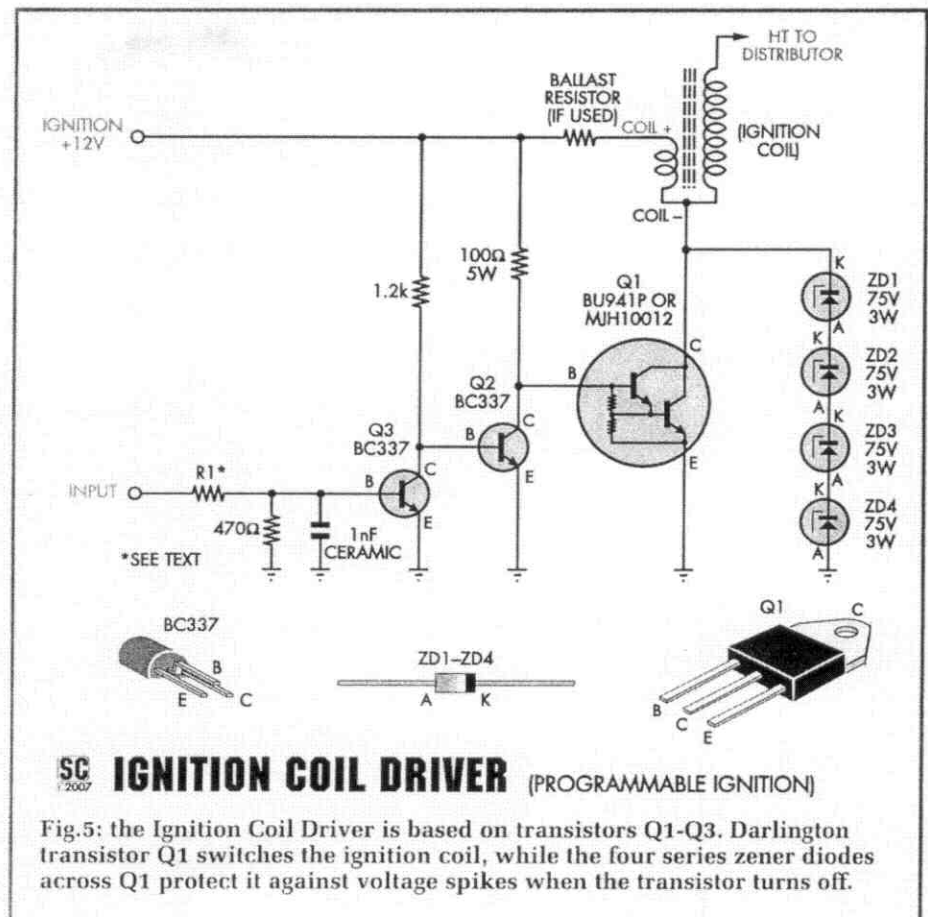 HT TO
DISTRIBUTOR
BALLAST
RESISTOR
(IF USED)
IGNITION
+12V
COIL +
(IGNITION
COIL)
COIL –
100Ω
5W
1.2k
Q1
BU941P OR
MJH10012
K
ZD1
75V
3W
A
K
ZD2
75V
3W
A
K
ZD3
75V
3W
A
K
ZD4
75V
3W
A
C
B
E
Q2
BC337
C
B
E
Q3
BC337
C
B
E
INPUT
R1*
470Ω
1nF
CERAMIC
*SEE TEXT
BC337
B
E
C
ZD1–ZD4
A
K
Q1
C
B
C
E
SC
2007
IGNITION COIL DRIVER (PROGRAMMABLE IGNITION)
Fig.5: the Ignition Coil Driver is based on transistors Q1-Q3. Darlington
transistor Q1 switches the ignition coil, while the four series zener diodes
across Q1 protect it against voltage spikes when the transistor turns off.